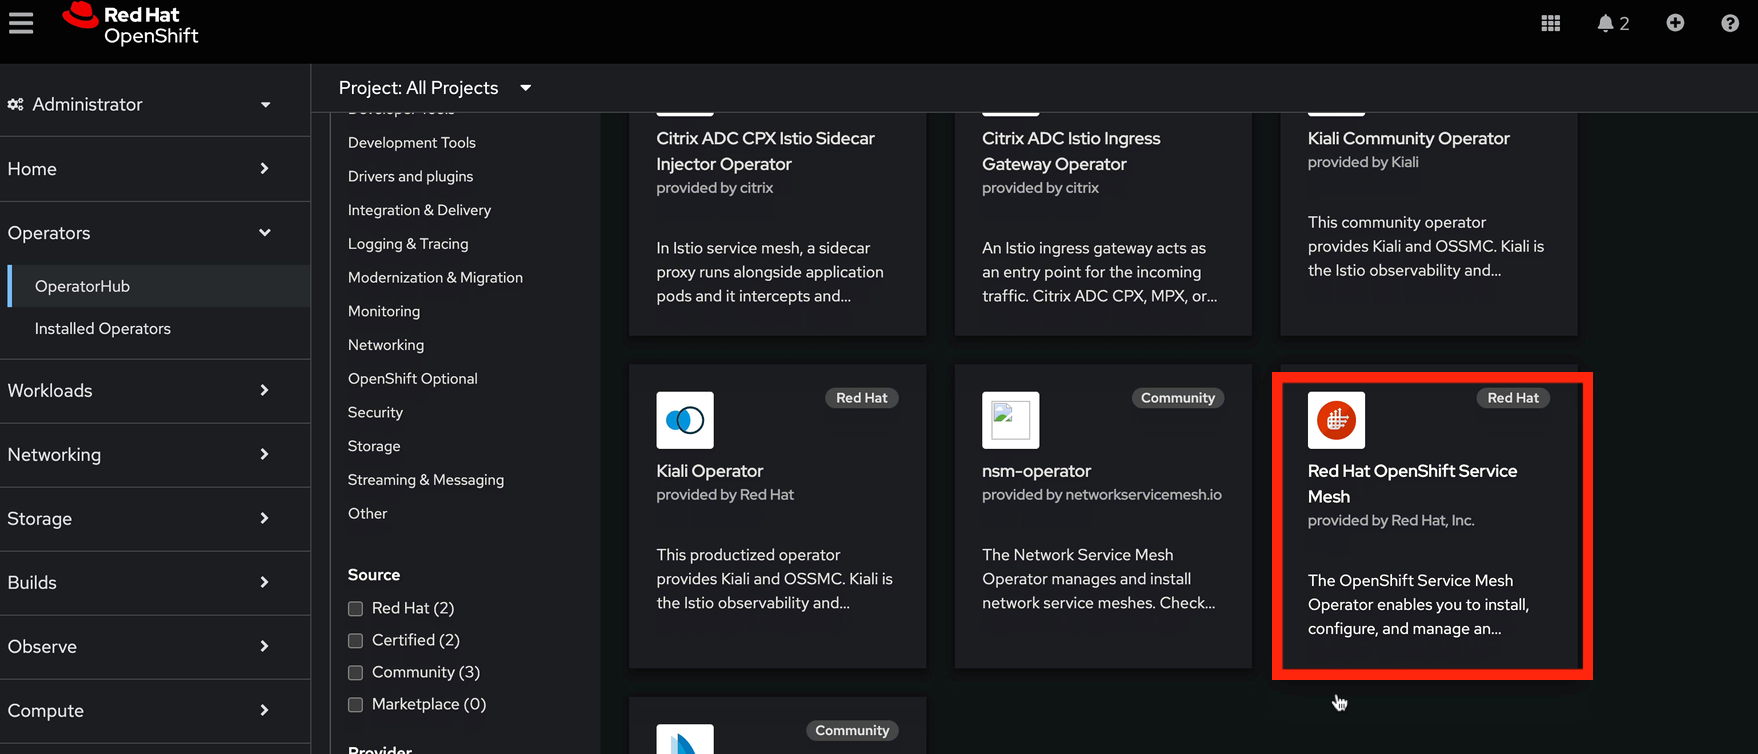 Red Hat
OpenShift
2
Administrator
Home
Operators
OperatorHub
Installed Operators
Workloads
Networking
Storage
Builds
Observe
Compute
Project: All Projects
Developer Tools
Development Tools
Drivers and plugins
Integration & Delivery
Logging & Tracing
Modernization & Migration
Monitoring
Networking
OpenShift Optional
Security
Storage
Streaming & Messaging
Other
Source
Red Hat (2)
Certified (2)
Community (3)
Marketplace (0)
Provider
Citrix ADC CPX Istio Sidecar
Injector Operator
provided by citrix
In Istio service mesh, a sidecar
proxy runs alongside application
pods and it intercepts and...
Citrix ADC Istio Ingress
Gateway Operator
provided by citrix
An Istio ingress gateway acts as
an entry point for the incoming
traffic. Citrix ADC CPX, MPX, or...
Kiali Community Operator
provided by Kiali
This community operator
provides Kiali and OSSMC. Kiali is
the Istio observability and...
Red Hat
Kiali Operator
provided by Red Hat
This productized operator
provides Kiali and OSSMC. Kiali is
the Istio observability and...
Community
nsm-operator
provided by networkservicemesh.io
The Network Service Mesh
Operator manages and install
network service meshes. Check...
Red Hat
Red Hat OpenShift Service
Mesh
provided by Red Hat, Inc.
The OpenShift Service Mesh
Operator enables you to install,
configure, and manage an...
Community